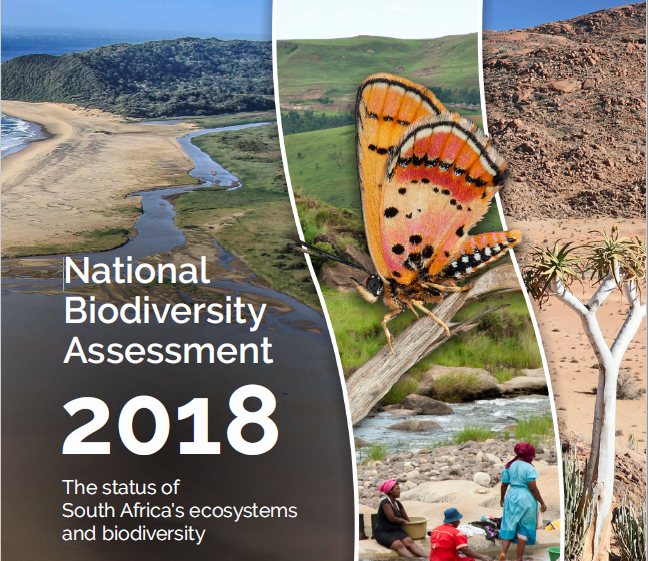 National
Biodiversity
Assessment
2018
The status of
South Africa's ecosystems
and biodiversity